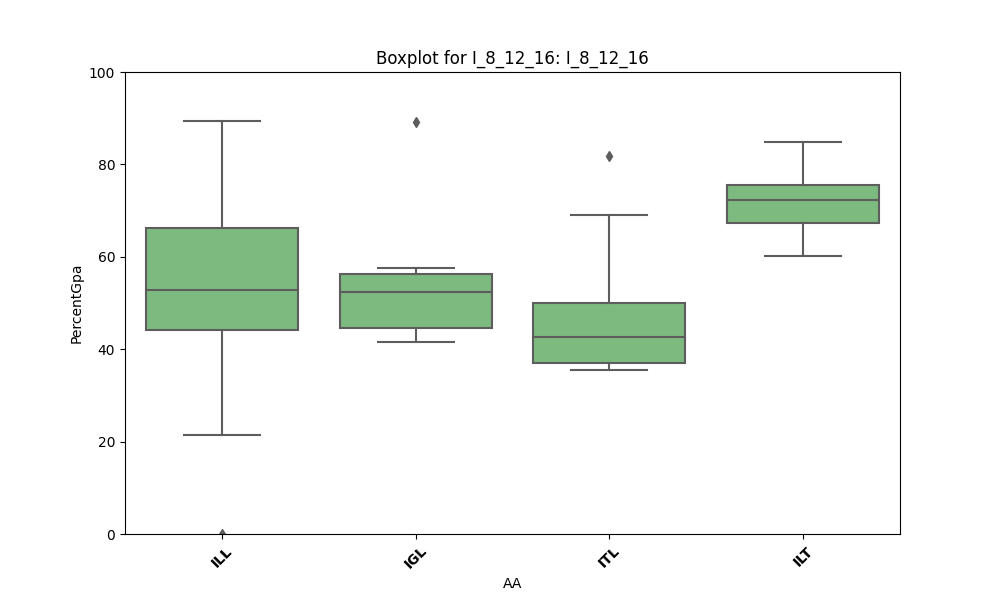 Boxplot for I_8_12_16: I_8_12_16
100
80
60
40
20
0
PercentGpa
ILL
IGL
ITL
ILT
AA